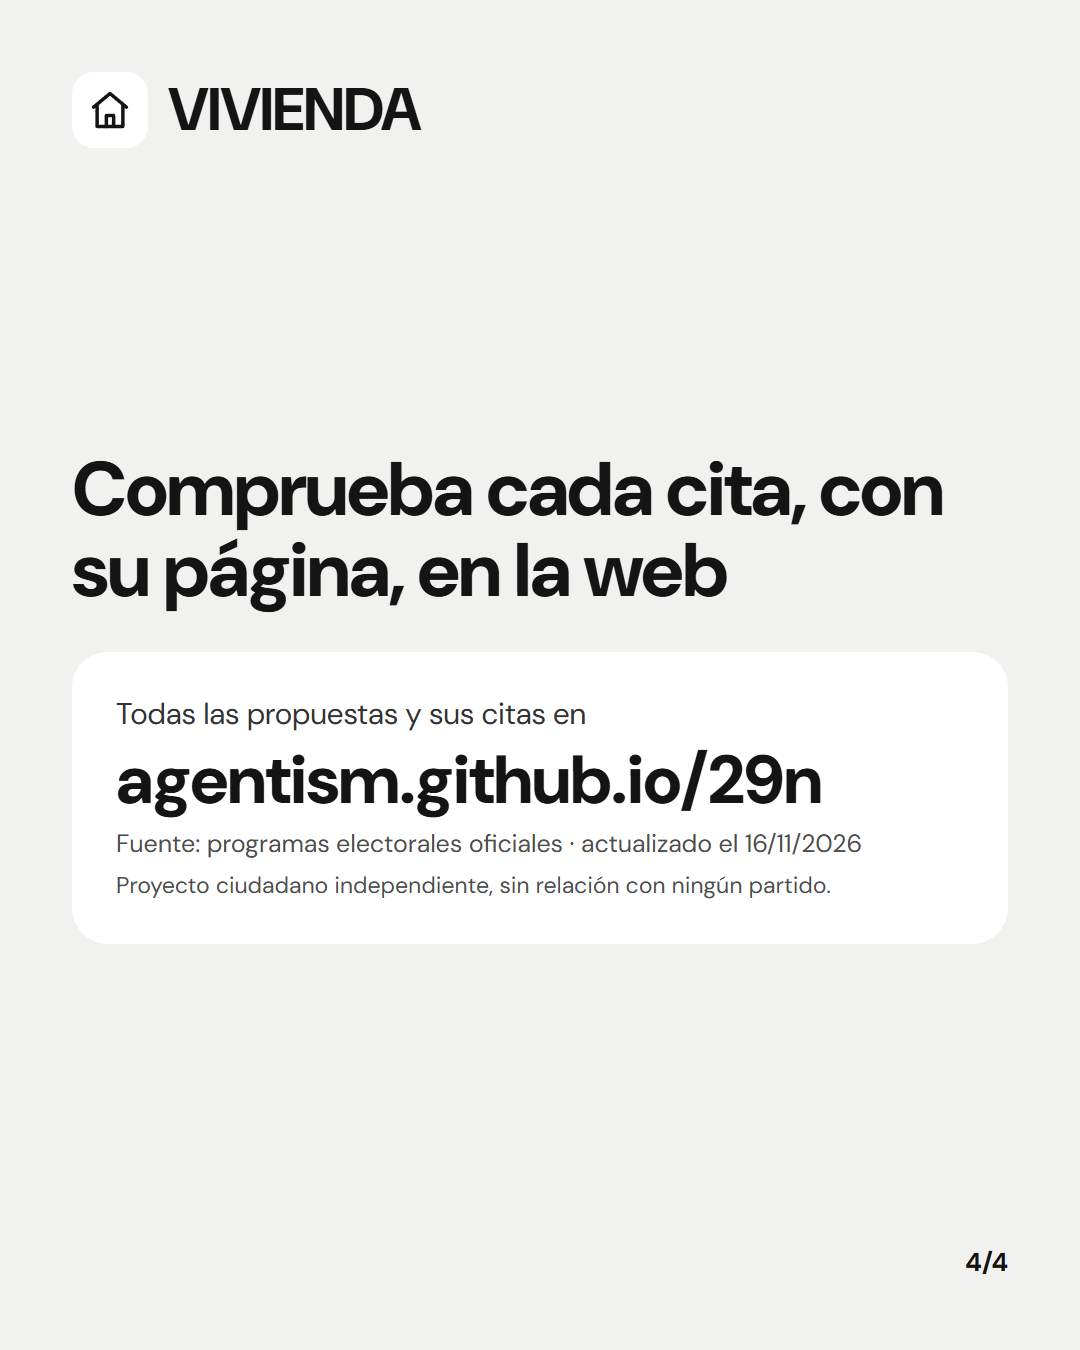 VIVIENDA
Comprueba cada cita, con
su página, en la web
Todas las propuestas y sus citas en
agentism.github.io/29n
Fuente: programas electorales oficiales · actualizado el 16/11/2026
Proyecto ciudadano independiente, sin relación con ningún partido.
4/4